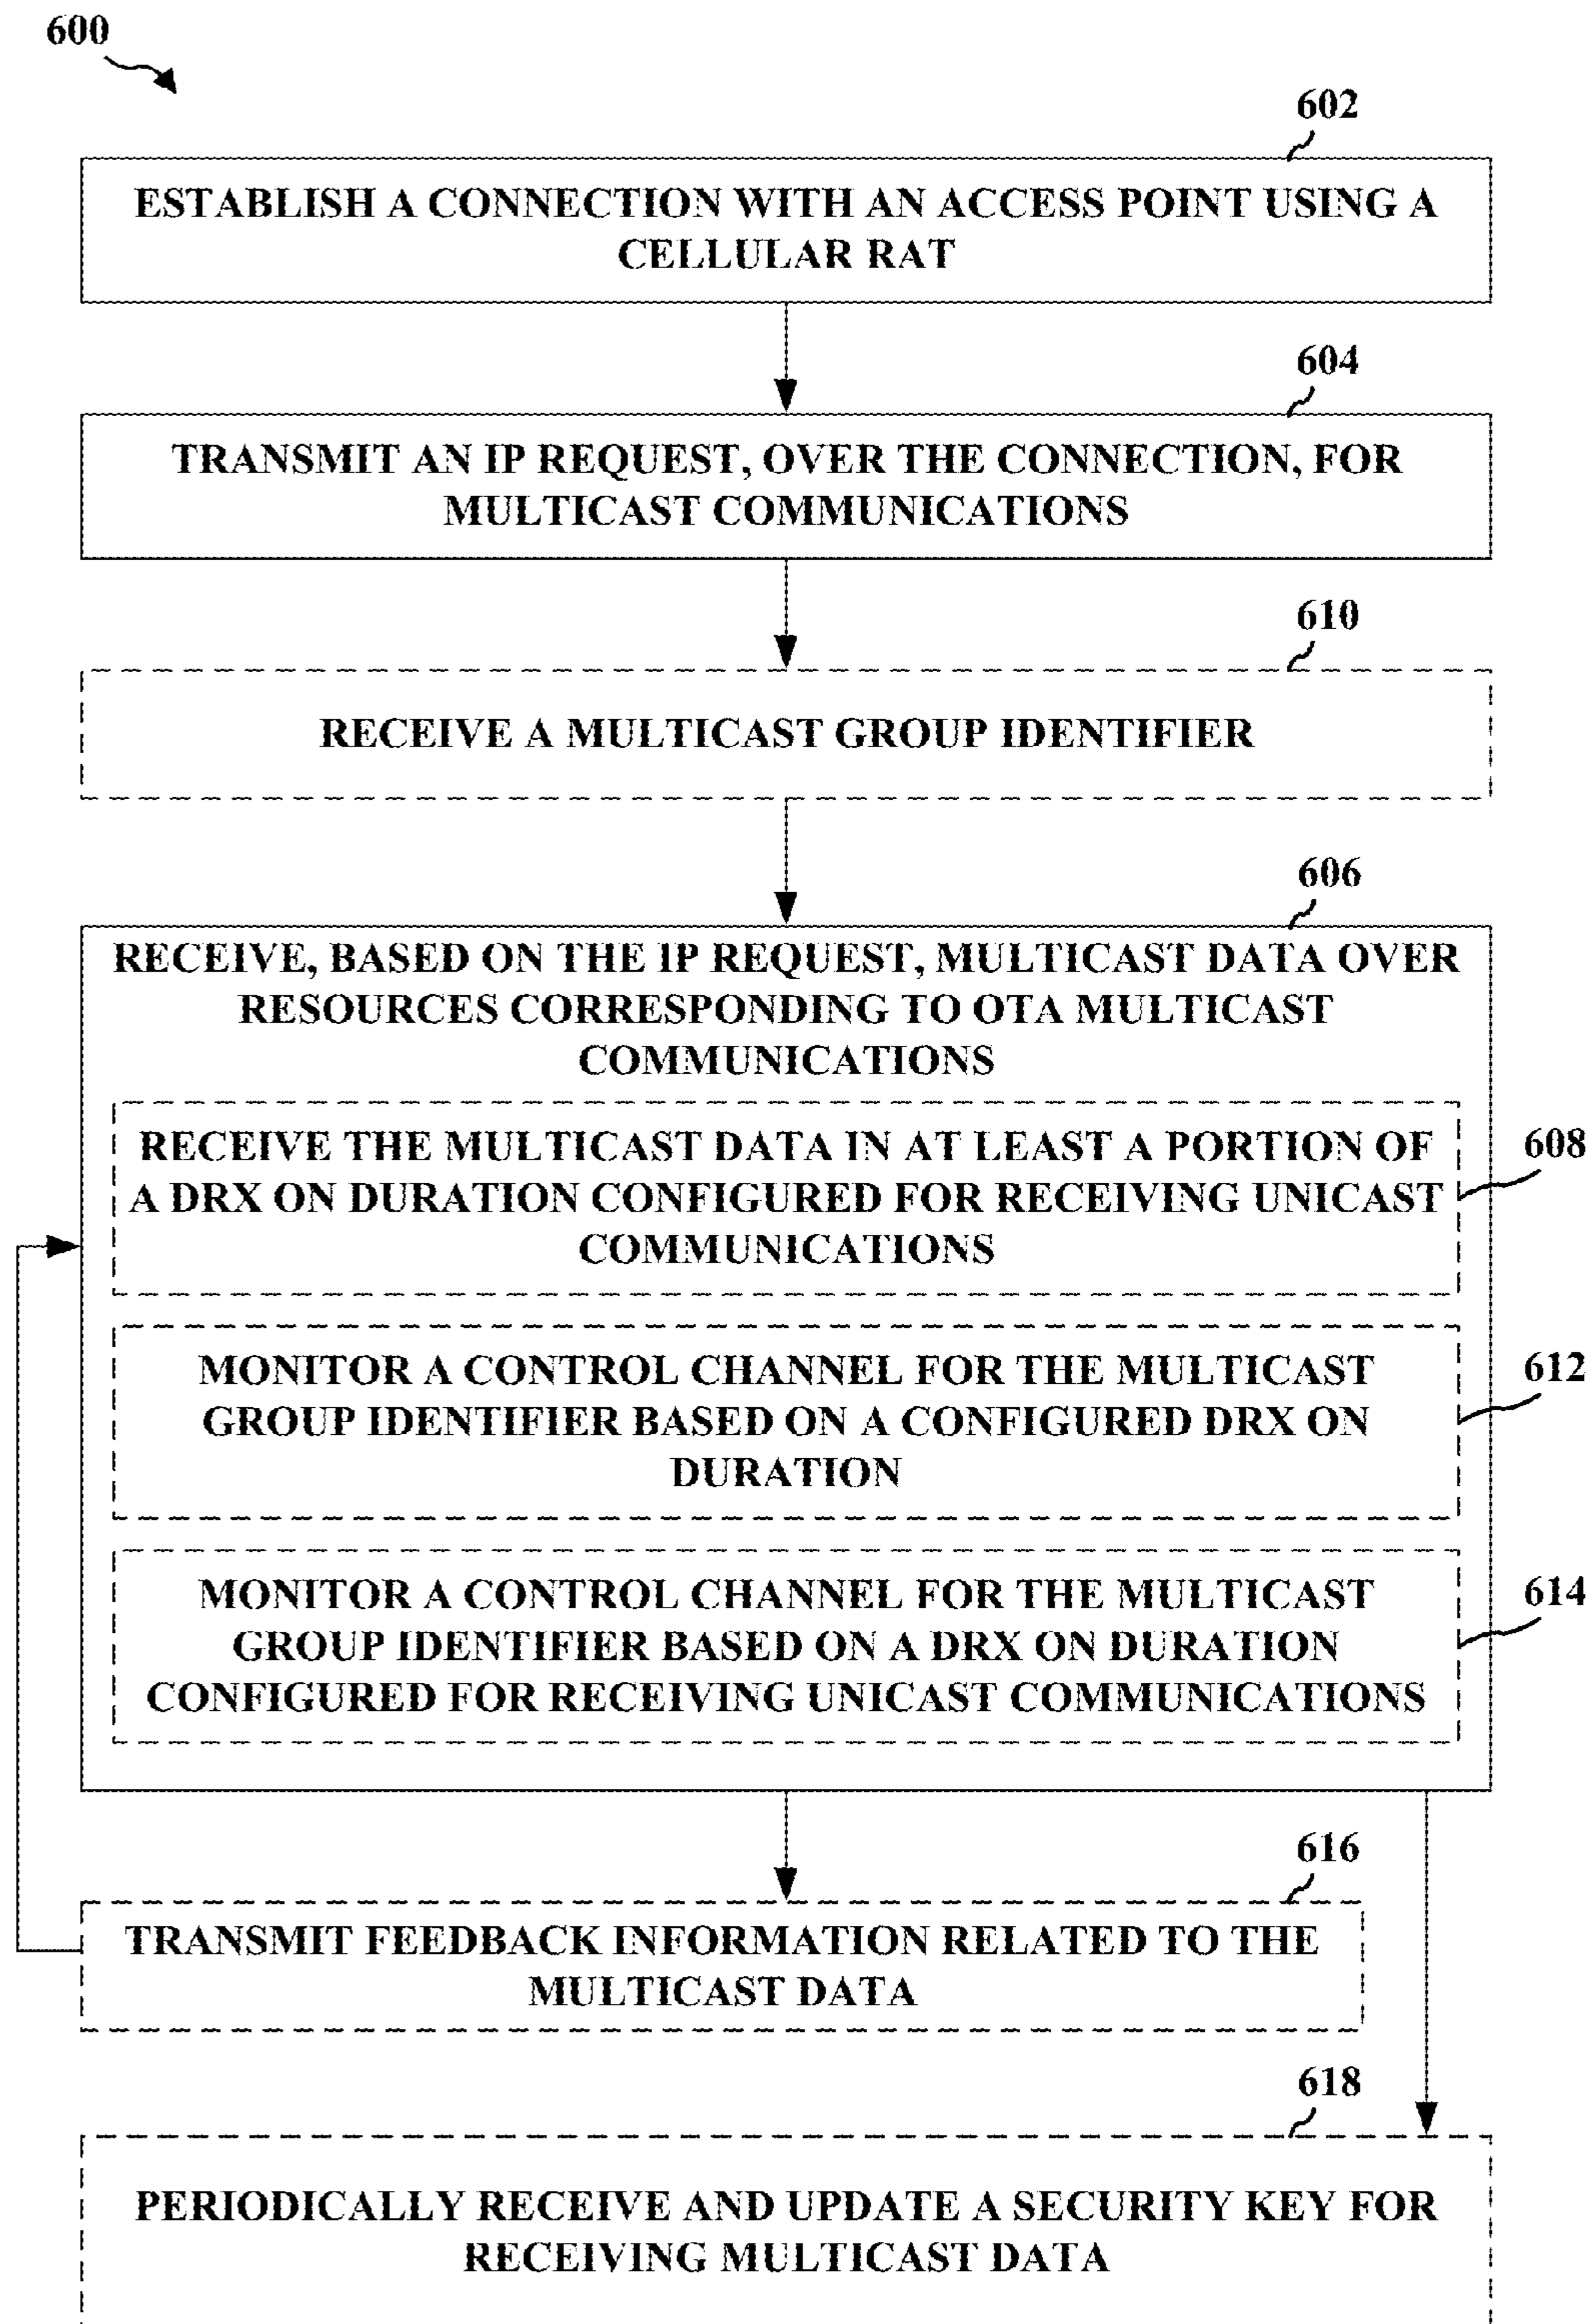 600
602
ESTABLISH A CONNECTION WITH AN ACCESS POINT USING A
CELLULAR RAT
604
TRANSMIT AN IP REQUEST, OVER THE CONNECTION, FOR
MULTICAST COMMUNICATIONS
610
RECEIVE A MULTICAST GROUP IDENTIFIER
606
RECEIVE, BASED ON THE IP REQUEST, MULTICAST DATA OVER
RESOURCES CORRESPONDING TO OTA MULTICAST
COMMUNICATIONS
RECEIVE THE MULTICAST DATA IN AT LEAST A PORTION OF
A DRX ON DURATION CONFIGURED FOR RECEIVING UNICAST
COMMUNICATIONS
608
MONITOR A CONTROL CHANNEL FOR THE MULTICAST
GROUP IDENTIFIER BASED ON A CONFIGURED DRX ON
DURATION
612
MONITOR A CONTROL CHANNEL FOR THE MULTICAST
GROUP IDENTIFIER BASED ON A DRX ON DURATION
CONFIGURED FOR RECEIVING UNICAST COMMUNICATIONS
614
616
TRANSMIT FEEDBACK INFORMATION RELATED TO THE
MULTICAST DATA
618
PERIODICALLY RECEIVE AND UPDATE A SECURITY KEY FOR
RECEIVING MULTICAST DATA